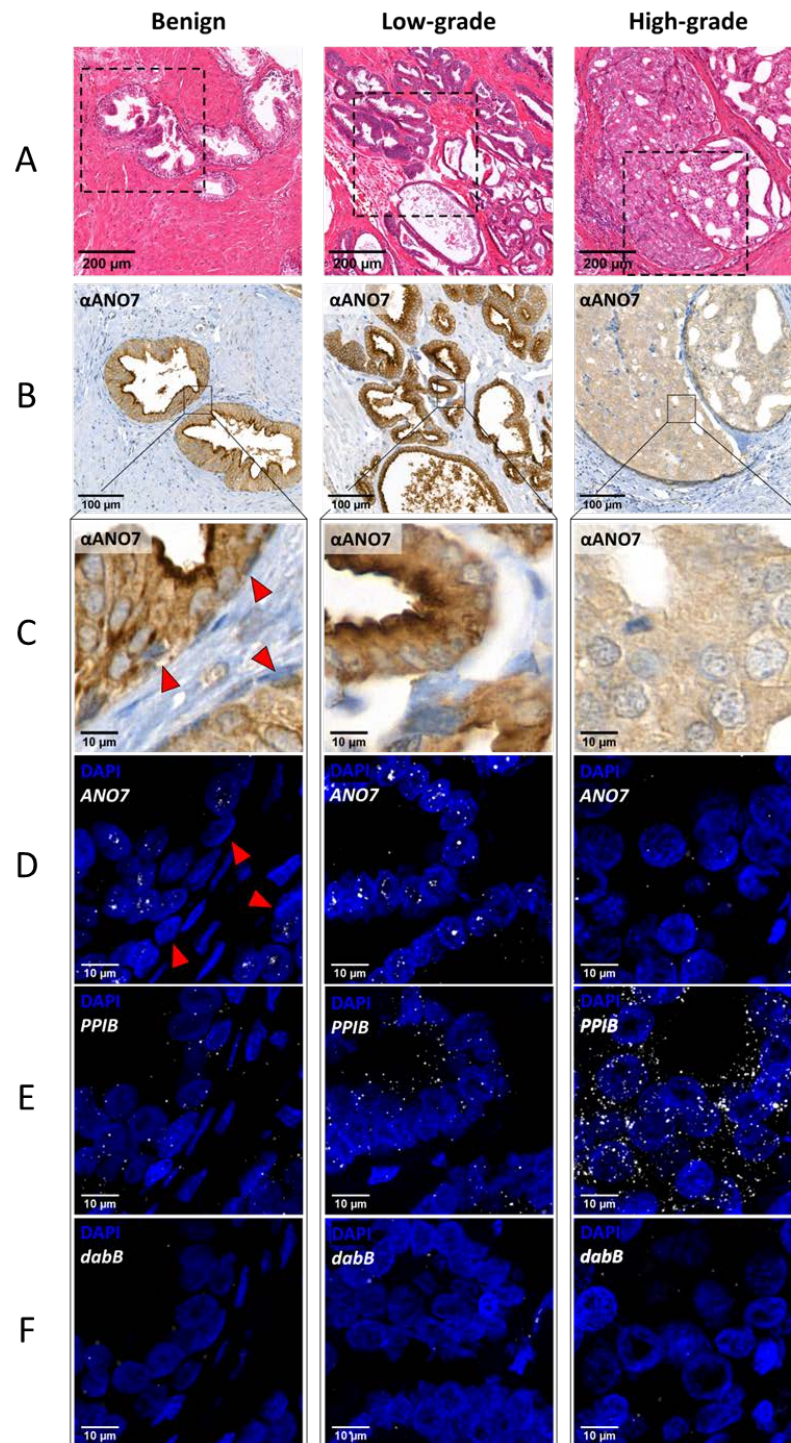 Benign Low-grade High-grade
A
200 µm 200 µm 200 µm
αANO7 αANO7 αANO7
B
100 µm 100 µm 100 µm
αANO7 αANO7 αANO7
C
10 µm 10 µm 10 µm
DAPI DAPI DAPI
ANO7 ANO7 ANO7
D
10 µm 10 µm 10 µm
DAPI DAPI DAPI
PPIB PPIB PPIB
E
10 µm 10 µm 10 µm
DAPI DAPI DAPI
dabB dabB dabB
F
10 µm 10 µm 10 µm